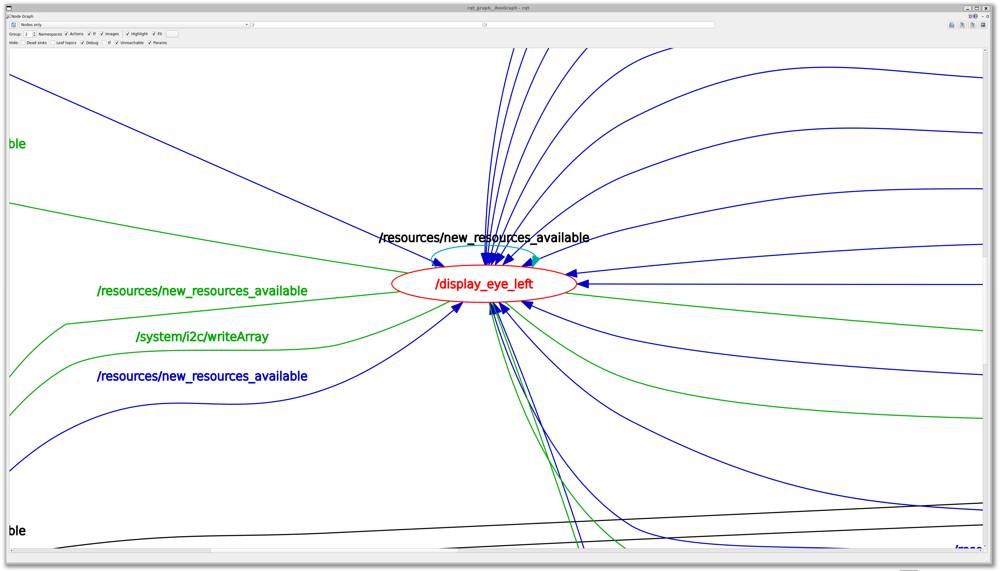 rqt_graph__RosGraph - rqt
Node Graph
D
- O
Nodes only
/
/
Group: 2 Namespaces Actions tf Images Highlight Fit
Hide: Dead sinks Leaf topics Debug tf Unreachable Params
ble
/resources/new_resources_available
/display_eye_left
/resources/new_resources_available
/system/i2c/writeArray
/resources/new_resources_available
ble